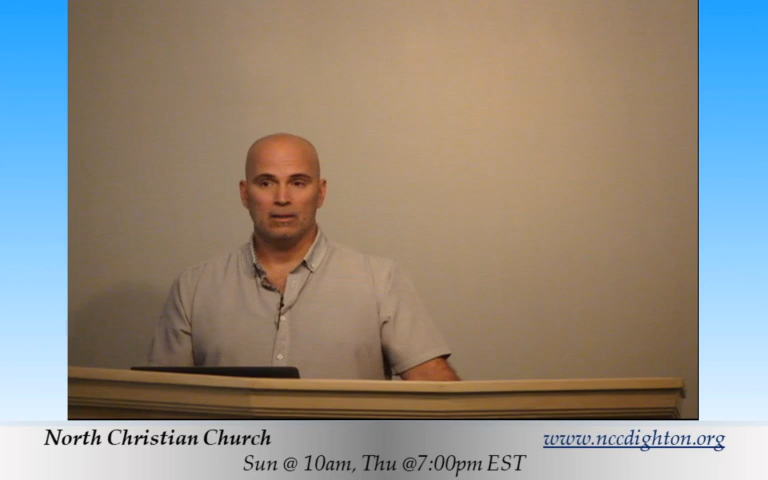 North Christian Church
www.nccdighton.org
Sun @ 10am, Thu @7:00pm EST